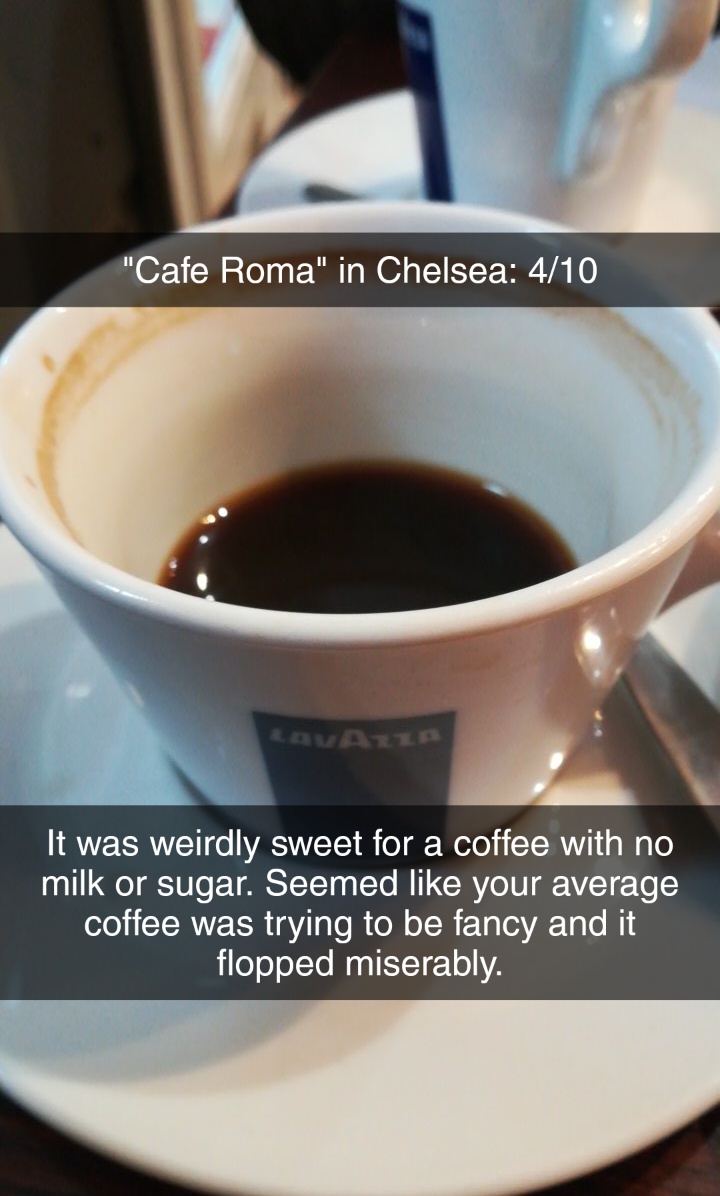 "Cafe Roma" in Chelsea: 4/10
LAVAZZA
It was weirdly sweet for a coffee with no
milk or sugar. Seemed like your average
coffee was trying to be fancy and it
flopped miserably.